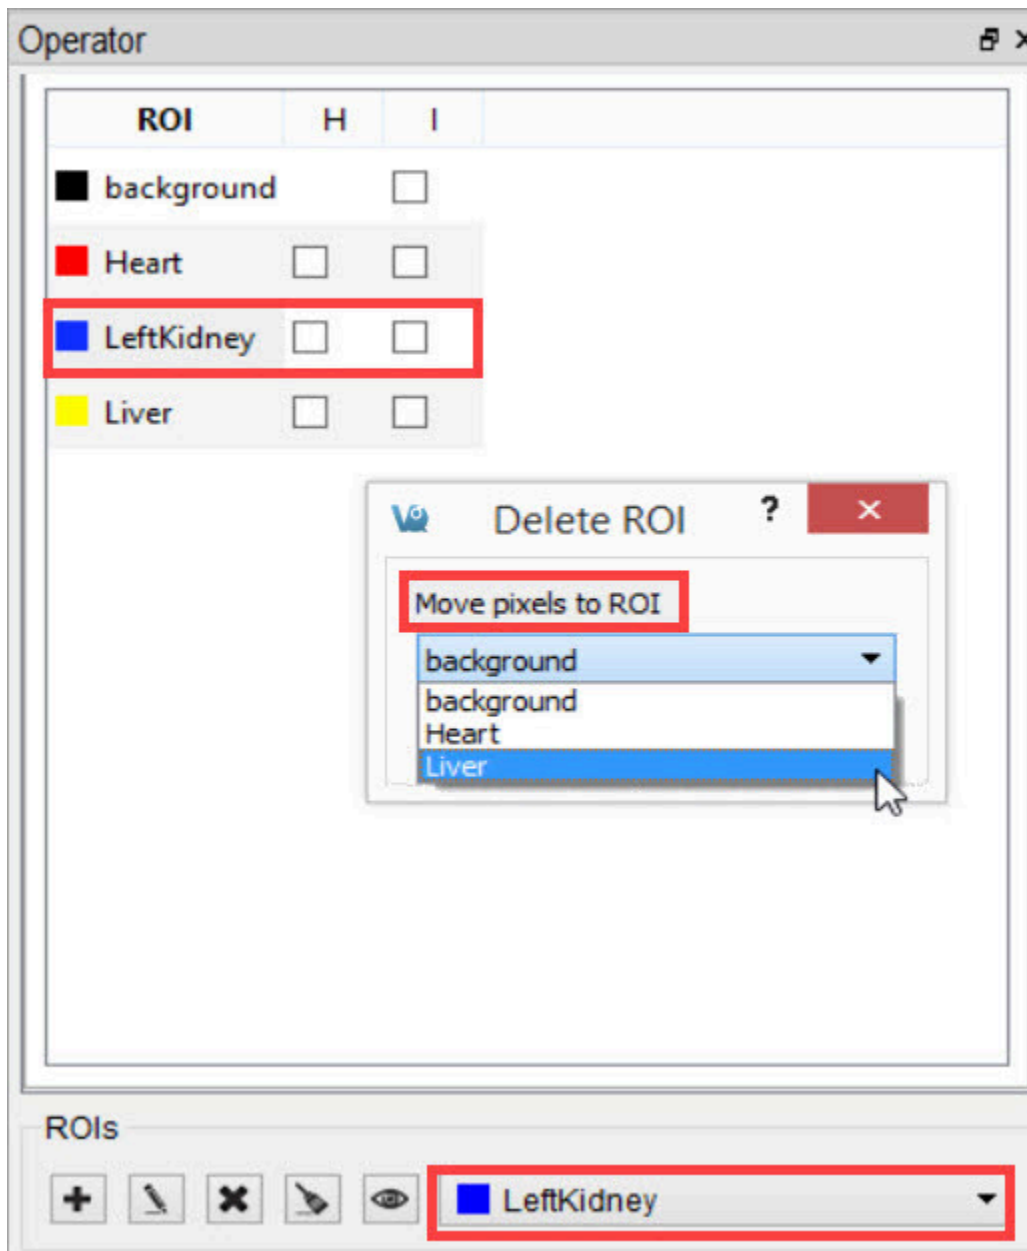 Operator
ROI H I
background
Heart
LeftKidney
Liver
Delete ROI ?
Move pixels to ROI
background
background
Heart
Liver
ROIs
LeftKidney